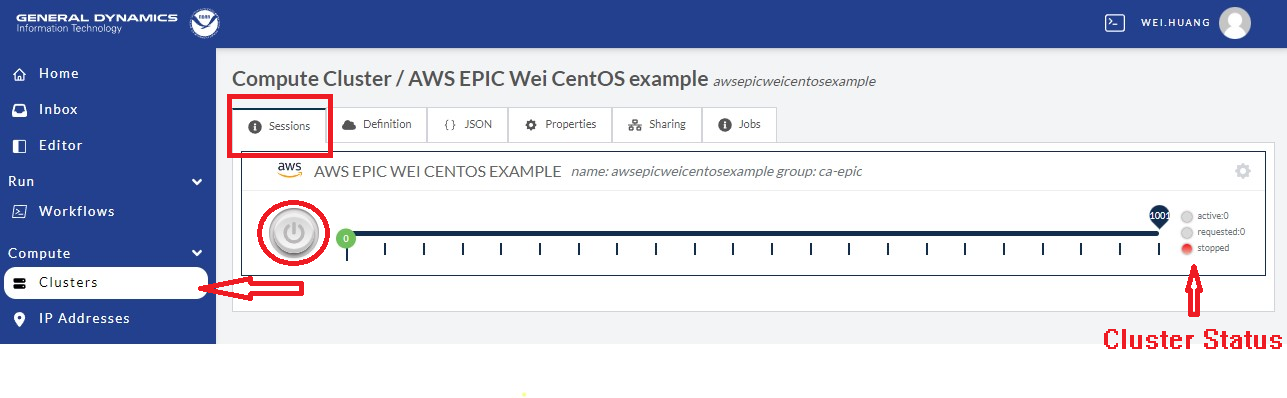 GENERAL DYNAMICS
Information Technology
NOAA
WEI.HUANG
Home
Inbox
Editor
Run
Workflows
Compute
Clusters
IP Addresses
Compute Cluster / AWS EPIC Wei CentOS example awsepicweicentosexample
Sessions
Definition
{ } JSON
Properties
Sharing
Jobs
aws AWS EPIC WEI CENTOS EXAMPLE name: awsepicweicentosexample group: ca-epic
0
1001
active:0
requested:0
stopped
Cluster Status